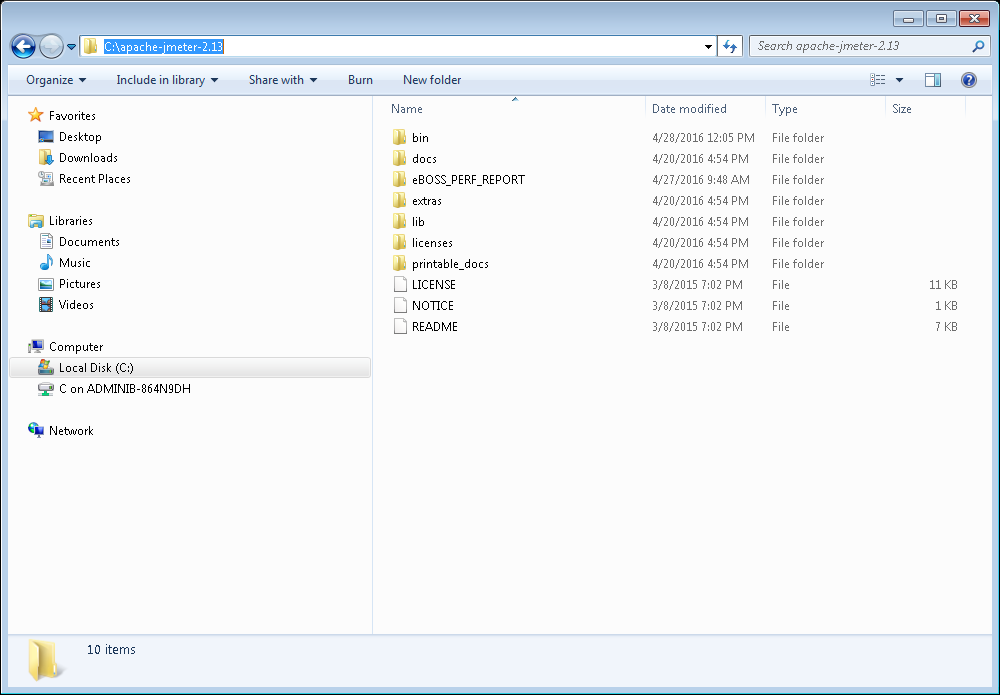 C:\apache-jmeter-2.13
Search apache-jmeter-2.13
Organize Include in library Share with Burn New folder
Favorites
Desktop
Downloads
Recent Places
Libraries
Documents
Music
Pictures
Videos
Computer
Local Disk (C:)
C on ADMINIB-864N9DH
Network
Name Date modified Type Size
bin 4/28/2016 12:05 PM File folder
docs 4/20/2016 4:54 PM File folder
eBOSS_PERF_REPORT 4/27/2016 9:48 AM File folder
extras 4/20/2016 4:54 PM File folder
lib 4/20/2016 4:54 PM File folder
licenses 4/20/2016 4:54 PM File folder
printable_docs 4/20/2016 4:54 PM File folder
LICENSE 3/8/2015 7:02 PM File 11 KB
NOTICE 3/8/2015 7:02 PM File 1 KB
README 3/8/2015 7:02 PM File 7 KB
10 items